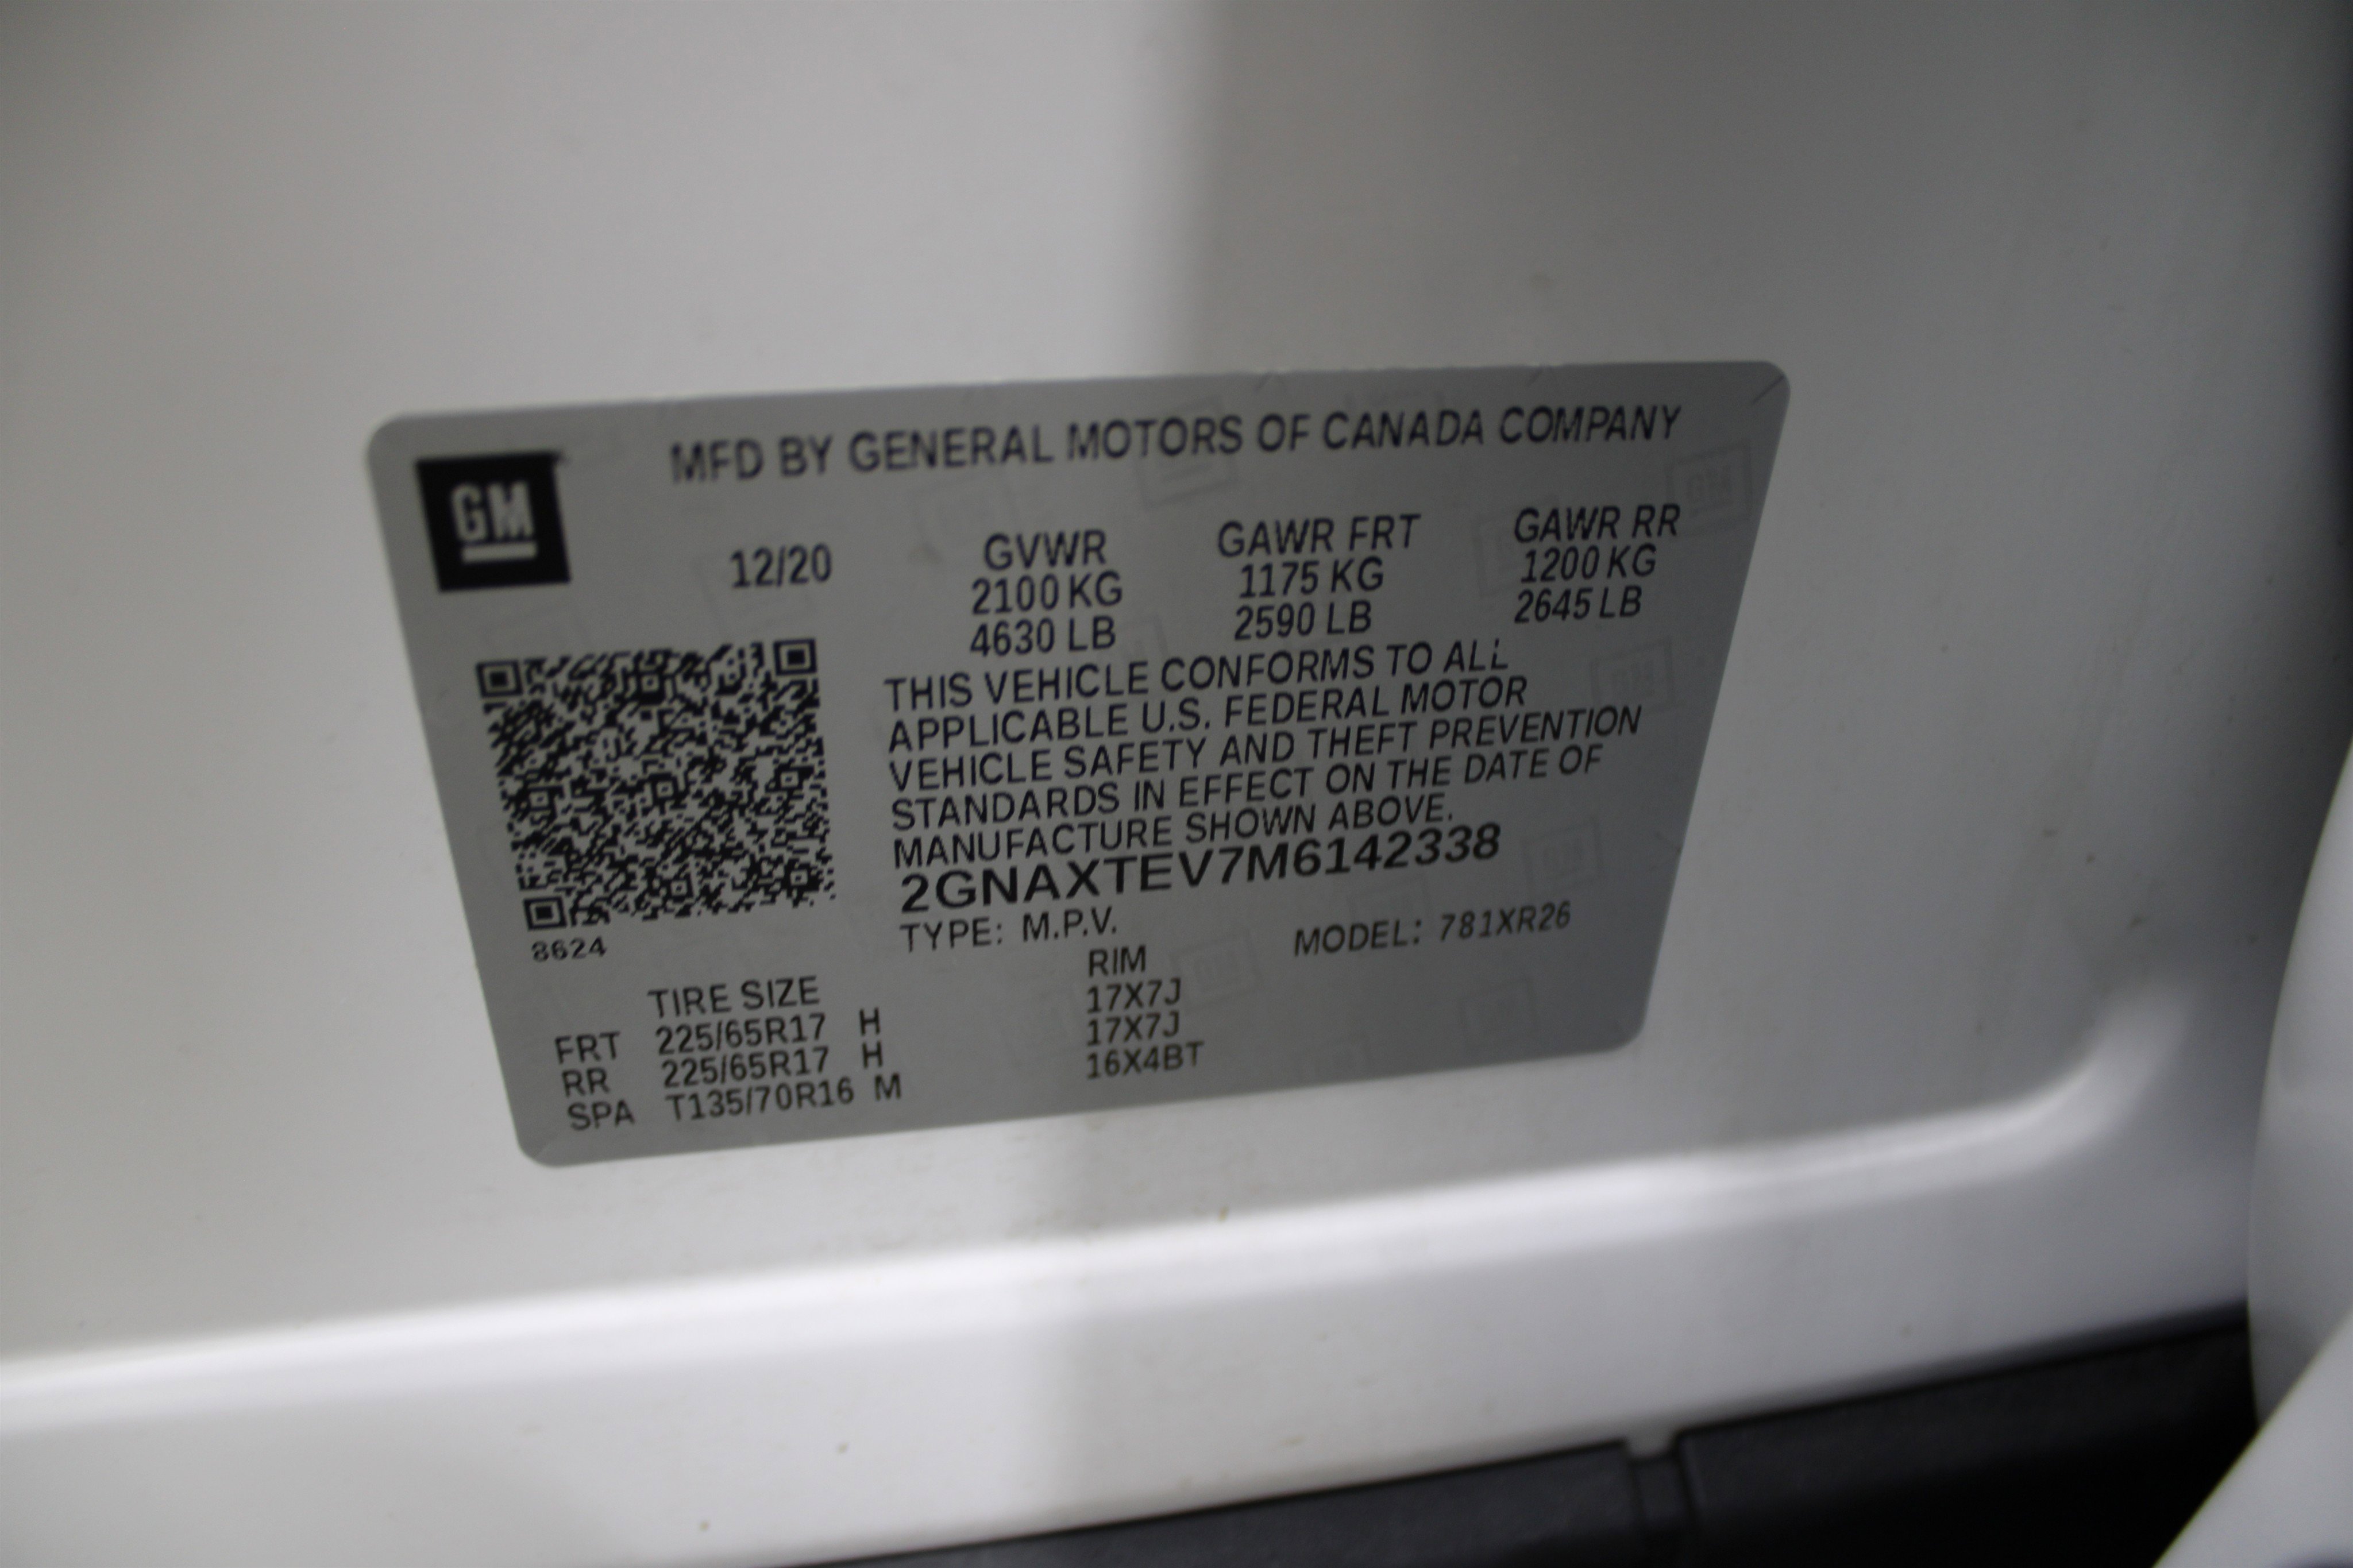 MFD BY GENERAL MOTORS OF CANADA COMPANY
GM
12/20
GVWR GAWR FRT GAWR RR
2100 KG 1175 KG 1200 KG
4630 LB 2590 LB 2645 LB
THIS VEHICLE CONFORMS TO ALL
APPLICABLE U.S. FEDERAL MOTOR
VEHICLE SAFETY AND THEFT PREVENTION
STANDARDS IN EFFECT ON THE DATE OF
MANUFACTURE SHOWN ABOVE.
2GNAXTEV7M6142338
TYPE: M.P.V. MODEL: 781XR26
8624
TIRE SIZE RIM
FRT 225/65R17 H 17X7J
RR 225/65R17 H 17X7J
SPA T135/70R16 M 16X4BT